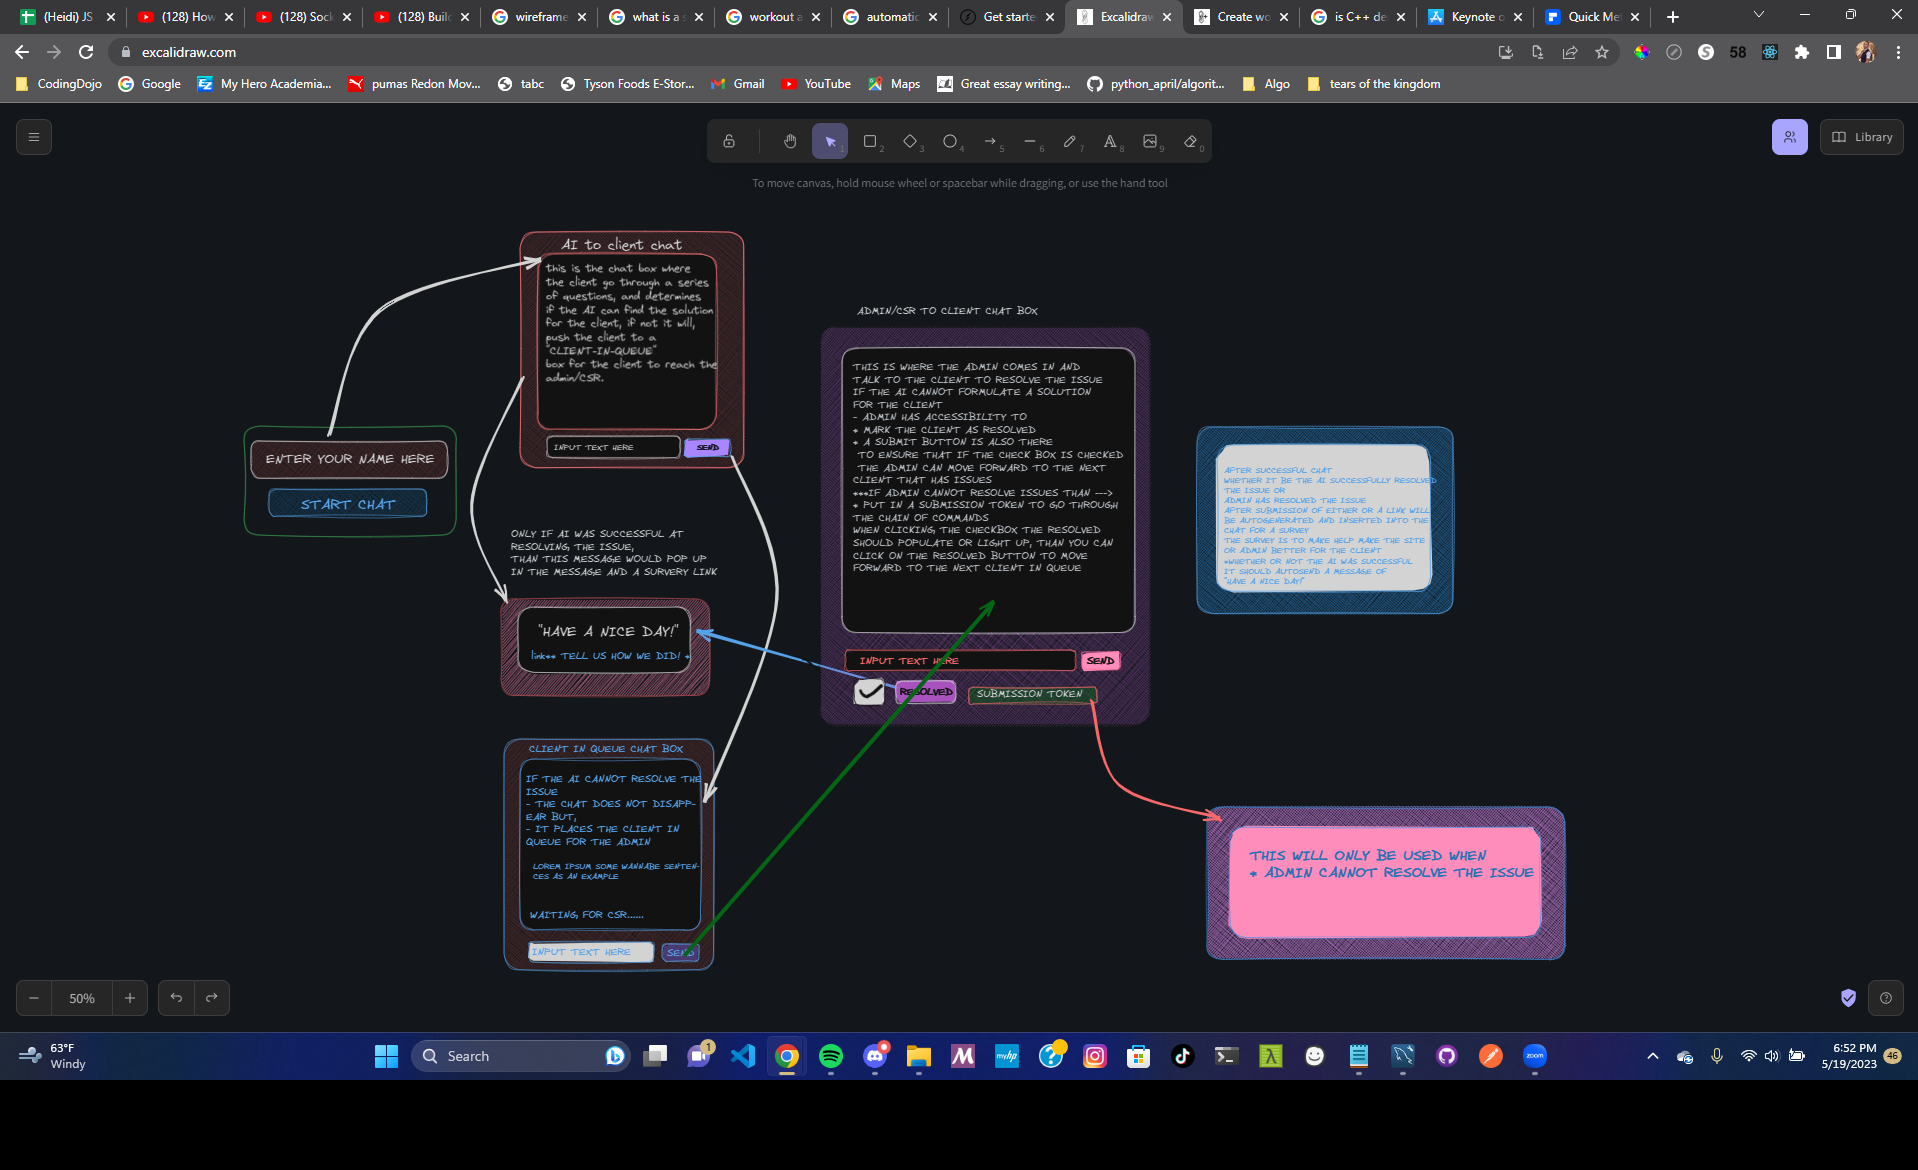 (Heidi) JS
(128) How
(128) Sock
(128) Build
wireframe
what is a s
workout a
automatic
Get starte
Excalidraw
Create wo
is C++ de
Keynote o
Quick Me
excalidraw.com
58
CodingDojo
Google
My Hero Academia...
pumas Redon Mov...
tabc
Tyson Foods E-Stor...
Gmail
YouTube
Maps
Great essay writing...
python_april/algorit...
Algo
tears of the kingdom
1
2
3
4
5
6
7
8
9
0
Library
To move canvas, hold mouse wheel or spacebar while dragging, or use the hand tool
AI to client chat
this is the chat box where
the client go through a series
of questions, and determines
if the AI can find the solution
for the client, if not it will,
push the client to a
"CLIENT-IN-QUEUE"
box for the client to reach the
admin/CSR.
INPUT TEXT HERE
SEND
ENTER YOUR NAME HERE
START CHAT
ONLY IF AI WAS SUCCESSFUL AT
RESOLVING THE ISSUE,
THAN THIS MESSAGE WOULD POP UP
IN THE MESSAGE AND A SURVERY LINK
"HAVE A NICE DAY!"
link** TELL US HOW WE DID! *
CLIENT IN QUEUE CHAT BOX
IF THE AI CANNOT RESOLVE THE
ISSUE
- THE CHAT DOES NOT DISAPP-
EAR BUT,
- IT PLACES THE CLIENT IN
QUEUE FOR THE ADMIN
LOREM IPSUM SOME WANNABE SENTEN-
CES AS AN EXAMPLE
WAITING FOR CSR......
INPUT TEXT HERE
SEND
ADMIN/CSR TO CLIENT CHAT BOX
THIS IS WHERE THE ADMIN COMES IN AND
TALK TO THE CLIENT TO RESOLVE THE ISSUE
IF THE AI CANNOT FORMULATE A SOLUTION
FOR THE CLIENT
- ADMIN HAS ACCESSIBILITY TO
* MARK THE CLIENT AS RESOLVED
* A SUBMIT BUTTON IS ALSO THERE
TO ENSURE THAT IF THE CHECK BOX IS CHECKED
THE ADMIN CAN MOVE FORWARD TO THE NEXT
CLIENT THAT HAS ISSUES
***IF ADMIN CANNOT RESOLVE ISSUES THAN --->
* PUT IN A SUBMISSION TOKEN TO GO THROUGH
THE CHAIN OF COMMANDS
WHEN CLICKING THE CHECKBOX THE RESOLVED
SHOULD POPULATE OR LIGHT UP, THAN YOU CAN
CLICK ON THE RESOLVED BUTTON TO MOVE
FORWARD TO THE NEXT CLIENT IN QUEUE
INPUT TEXT HERE
SEND
RESOLVED
SUBMISSION TOKEN
AFTER SUCCESSFUL CHAT
WHETHER IT BE THE AI SUCCESSFULLY RESOLVED
THE ISSUE OR
ADMIN HAS RESOLVED THE ISSUE
AFTER SUBMISSION OF EITHER OR A LINK WILL
BE AUTOGENERATED AND INSERTED INTO THE
CHAT FOR A SURVEY
THE SURVEY IS TO MAKE HELP MAKE THE SITE
OR ADMIN BETTER FOR THE CLIENT
*WHETHER OR NOT THE AI WAS SUCCESSFUL
IT SHOULD AUTOSEND A MESSAGE OF
"HAVE A NICE DAY!"
THIS WILL ONLY BE USED WHEN
* ADMIN CANNOT RESOLVE THE ISSUE
50%
63°F
Windy
Search
1
myhp
zoom
6:52 PM
5/19/2023
46